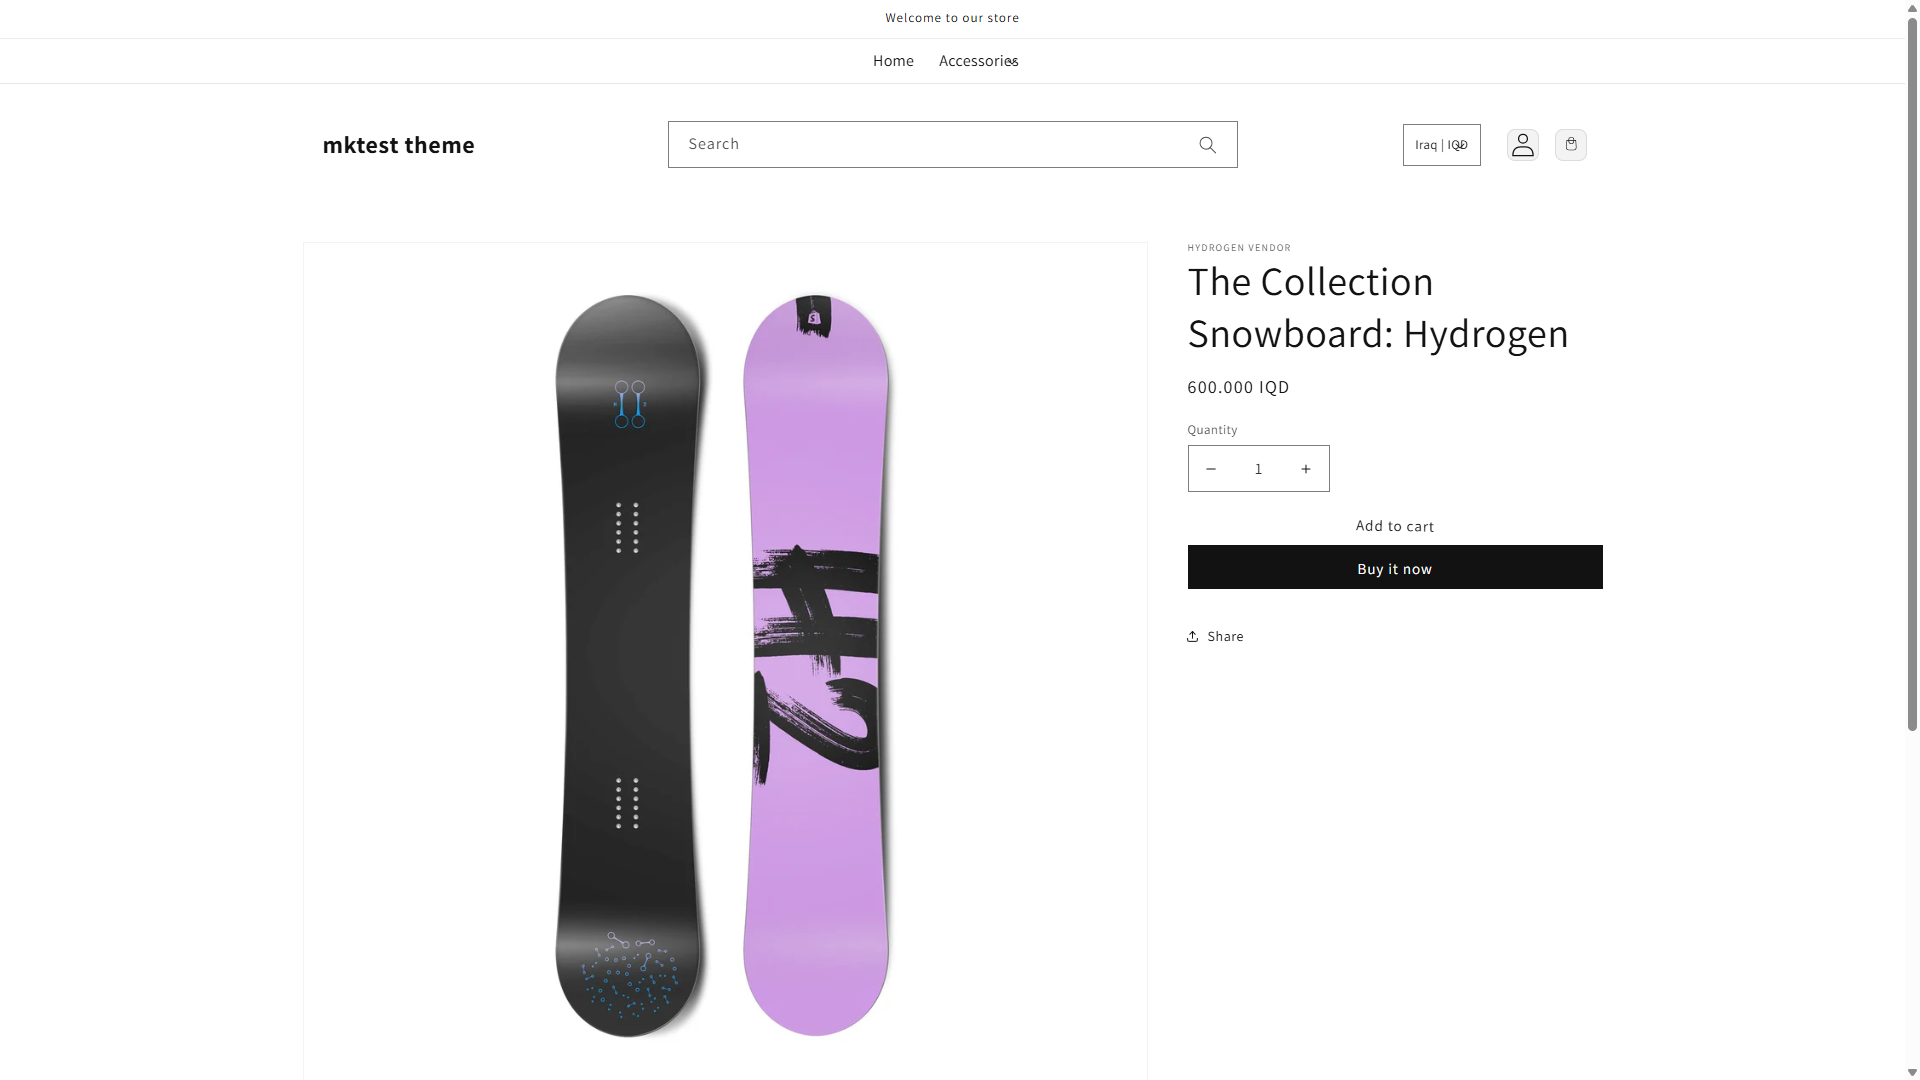 Welcome to our store
Home
Accessories
mktest theme
Search
Iraq | IQD
HYDROGEN VENDOR
The Collection
Snowboard: Hydrogen
600.000 IQD
Quantity
1
Add to cart
Buy it now
Share